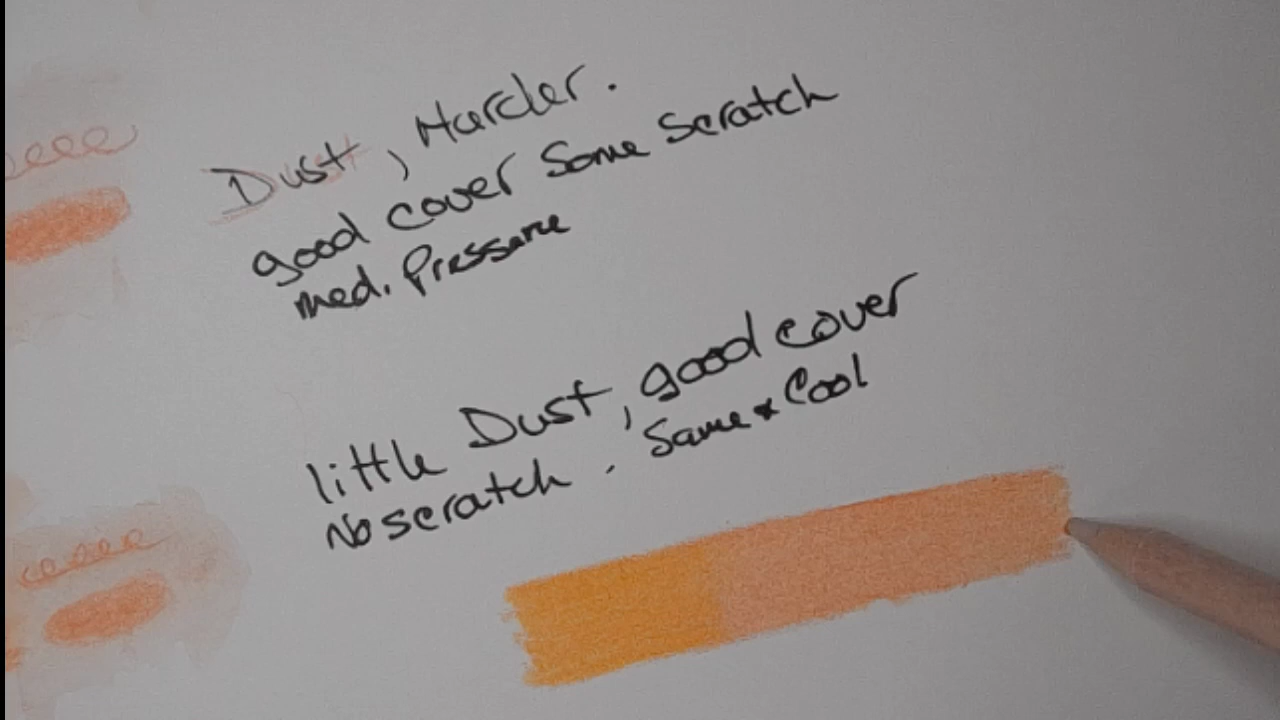 Dust, Harder.
good cover Some Scratch
med. Pressure
little Dust, good cover
No scratch . Same * Cool